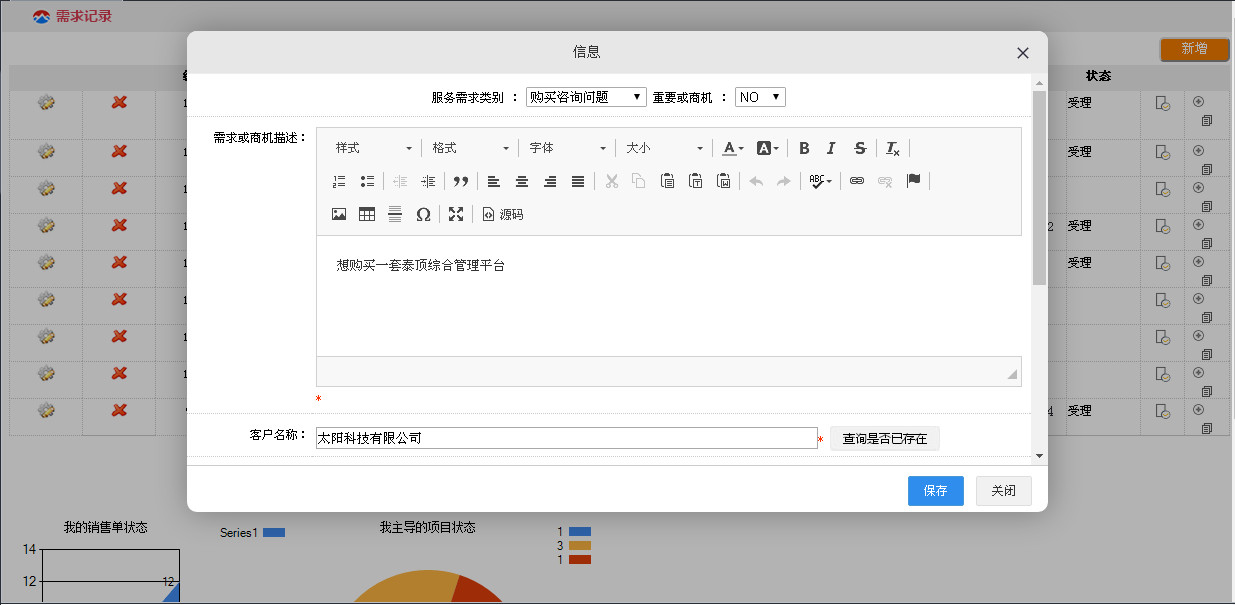 需求记录
信息
新增
状态
服务需求类别 ： 购买咨询问题 重要或商机 ： NO
受理
需求或商机描述：
样式 格式 字体 大小
A A B I S Ix
ABC
受理
Ω 源码
2 受理
想购买一套泰顶综合管理平台
受理
*
4 受理
客户名称： 太阳科技有限公司 * 查询是否已存在
保存 关闭
我的销售单状态 Series1 我主导的项目状态
1
3
1
14
12
12